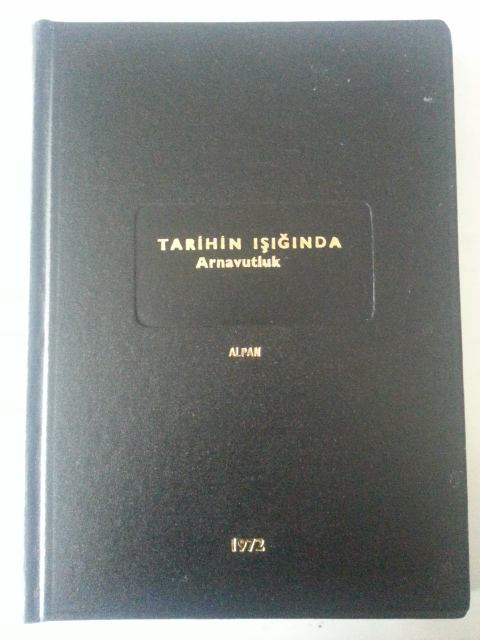 TARİHİN IŞIĞINDA
Arnavutluk
ALPAN
1972